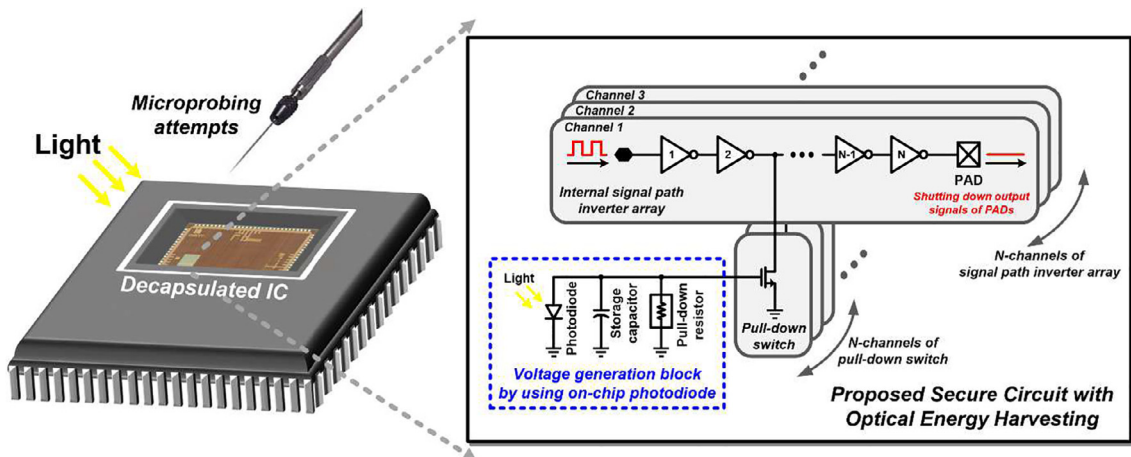 Microprobing
attempts
Light
Decapsulated IC
Channel 3
Channel 2
Channel 1
1
2
N-1
N
PAD
Internal signal path
inverter array
Shutting down output
signals of PADs
N-channels of
signal path inverter array
Light
Photodiode
Storage
capacitor
Pull-down
resistor
Pull-down
switch
N-channels of
pull-down switch
Voltage generation block
by using on-chip photodiode
Proposed Secure Circuit with
Optical Energy Harvesting